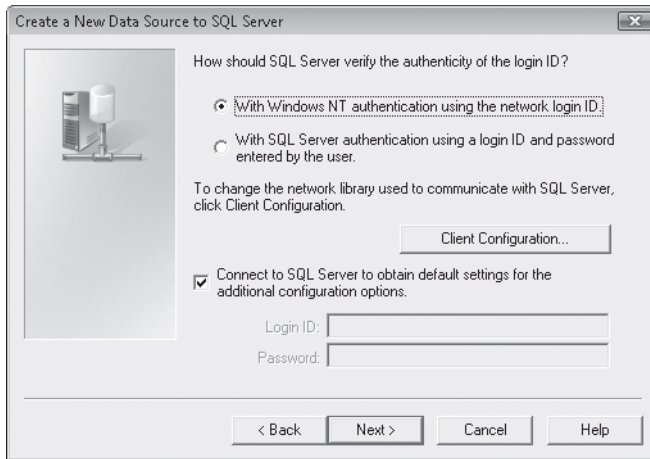 Create a New Data Source to SQL Server
How should SQL Server verify the authenticity of the login ID?
With Windows NT authentication using the network login ID.
With SQL Server authentication using a login ID and password
entered by the user.
To change the network library used to communicate with SQL Server,
click Client Configuration.
Client Configuration...
Connect to SQL Server to obtain default settings for the
additional configuration options.
Login ID:
Password:
< Back
Next >
Cancel
Help